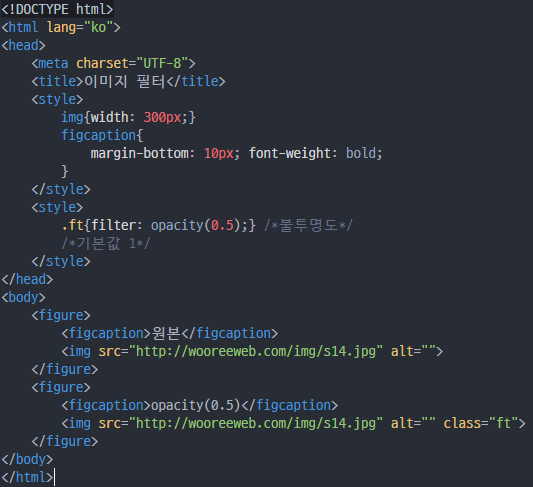 <!DOCTYPE html>
<html lang="ko">
<head>
    <meta charset="UTF-8">
    <title>이미지 필터</title>
    <style>
        img{width: 300px;}
        figcaption{
            margin-bottom: 10px; font-weight: bold;
        }
    </style>
    <style>
        .ft{filter: opacity(0.5);} /*불투명도*/
        /*기본값 1*/
    </style>
</head>
<body>
    <figure>
        <figcaption>원본</figcaption>
        <img src="http://wooreeweb.com/img/s14.jpg" alt="">
    </figure>
    <figure>
        <figcaption>opacity(0.5)</figcaption>
        <img src="http://wooreeweb.com/img/s14.jpg" alt="" class="ft">
    </figure>
</body>
</html>